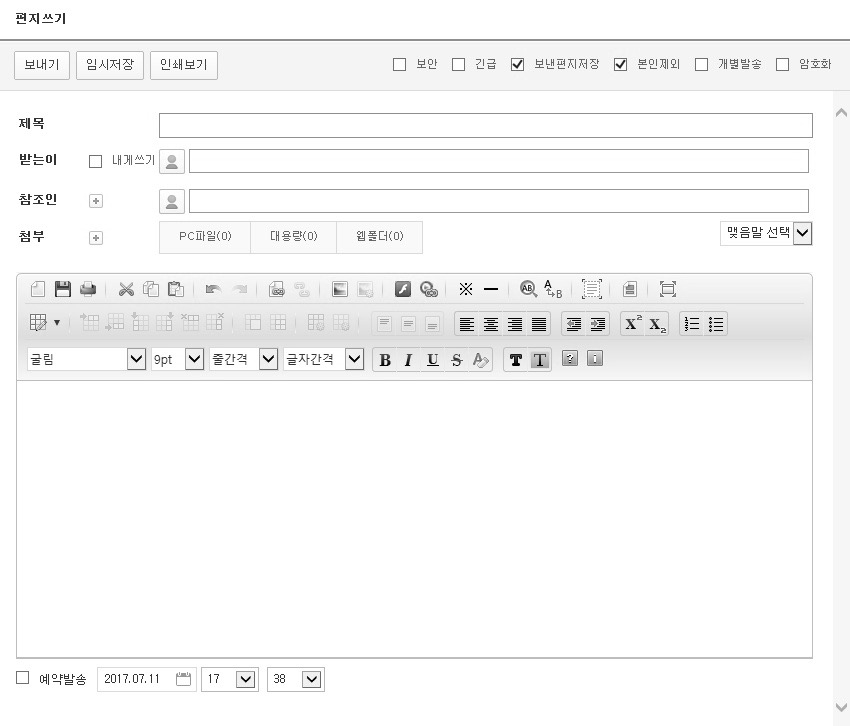 편지쓰기
보내기 임시저장 인쇄보기 보안 긴급 보낸편지저장 본인제외 개별발송 암호화
제목
받는이 내게쓰기
참조인
첨부 PC파일(0) 대용량(0) 웹폴더(0) 맺음말 선택
굴림 9pt 줄간격 글자간격
예약발송 2017.07.11 17 38